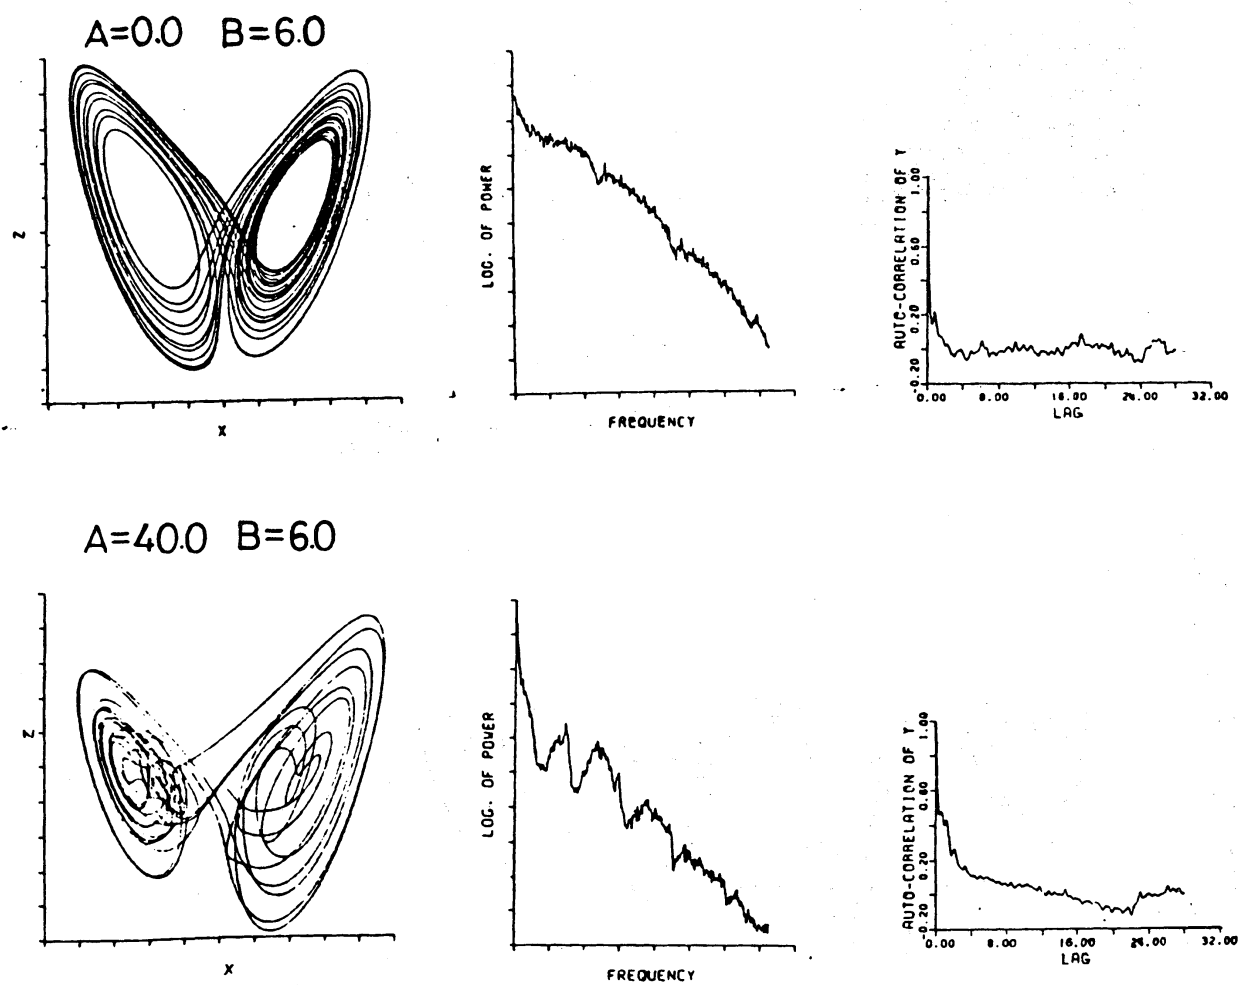 A=0.0 B=6.0
Z
X
LOG. OF POWER
FREQUENCY
AUTO-CORRELATION OF Y
-0.20 0.20 0.60 1.00
0.00 8.00 16.00 24.00 32.00
LAG
A=40.0 B=6.0
Z
X
LOG. OF POWER
FREQUENCY
AUTO-CORRELATION OF Y
-0.20 0.20 0.60 1.00
0.00 8.00 16.00 24.00 32.00
LAG